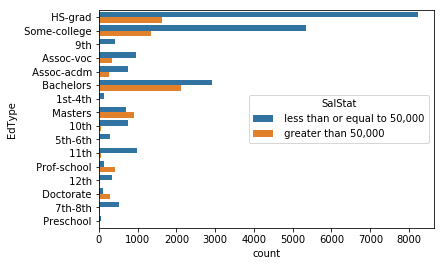 HS-grad
Some-college
9th
Assoc-voc
Assoc-acdm
Bachelors
1st-4th
Masters
10th
5th-6th
11th
Prof-school
12th
Doctorate
7th-8th
Preschool
EdType
SalStat
less than or equal to 50,000
greater than 50,000
0 1000 2000 3000 4000 5000 6000 7000 8000
count